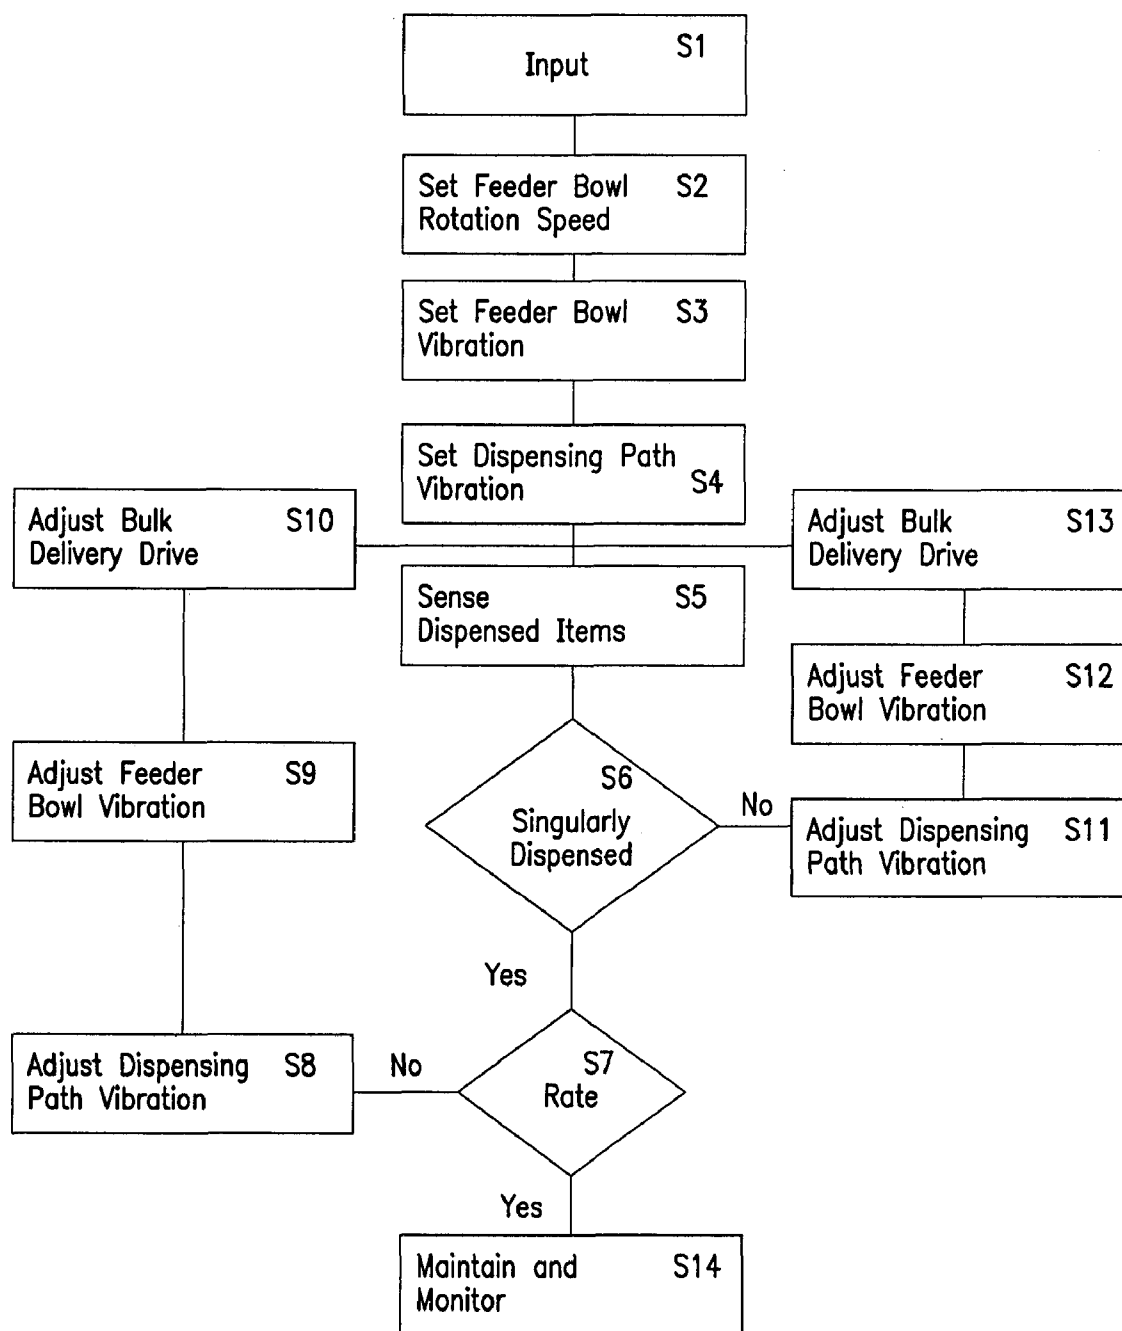 Input S1
Set Feeder Bowl S2
Rotation Speed
Set Feeder Bowl S3
Vibration
Set Dispensing Path
Vibration S4
Adjust Bulk S10
Delivery Drive
Adjust Bulk S13
Delivery Drive
Sense S5
Dispensed Items
Adjust Feeder S12
Bowl Vibration
Adjust Feeder S9
Bowl Vibration
S6
Singularly
Dispensed
No
Adjust Dispensing S11
Path Vibration
Yes
Adjust Dispensing S8
Path Vibration
No
S7
Rate
Yes
Maintain and S14
Monitor